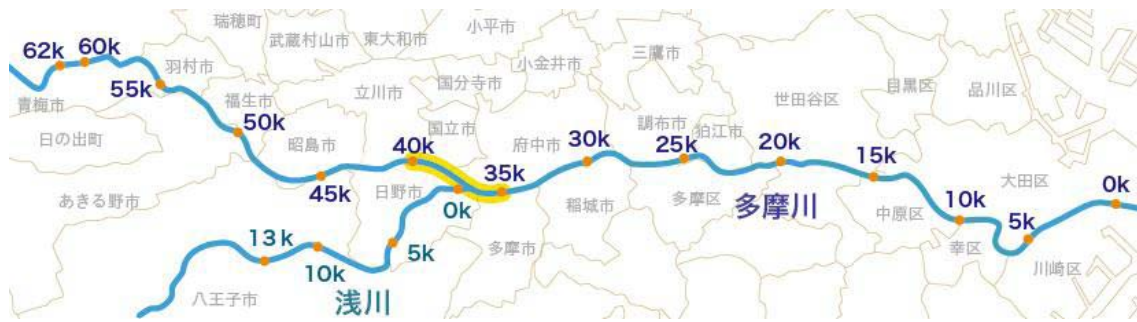 瑞穂町
小平市
武蔵村山市
東大和市
62k
60k
羽村市
小金井市
三鷹市
国分寺市
55k
立川市
目黒区
品川区
青梅市
福生市
世田谷区
50k
国立市
調布市
狛江市
日の出町
昭島市
府中市
40k
30k
25k
20k
15k
35k
45k
日野市
0k
多摩区
多摩川
大田区
0k
あきる野市
稲城市
中原区
10k
5k
13k
5k
多摩市
幸区
10k
川崎区
八王子市
浅川